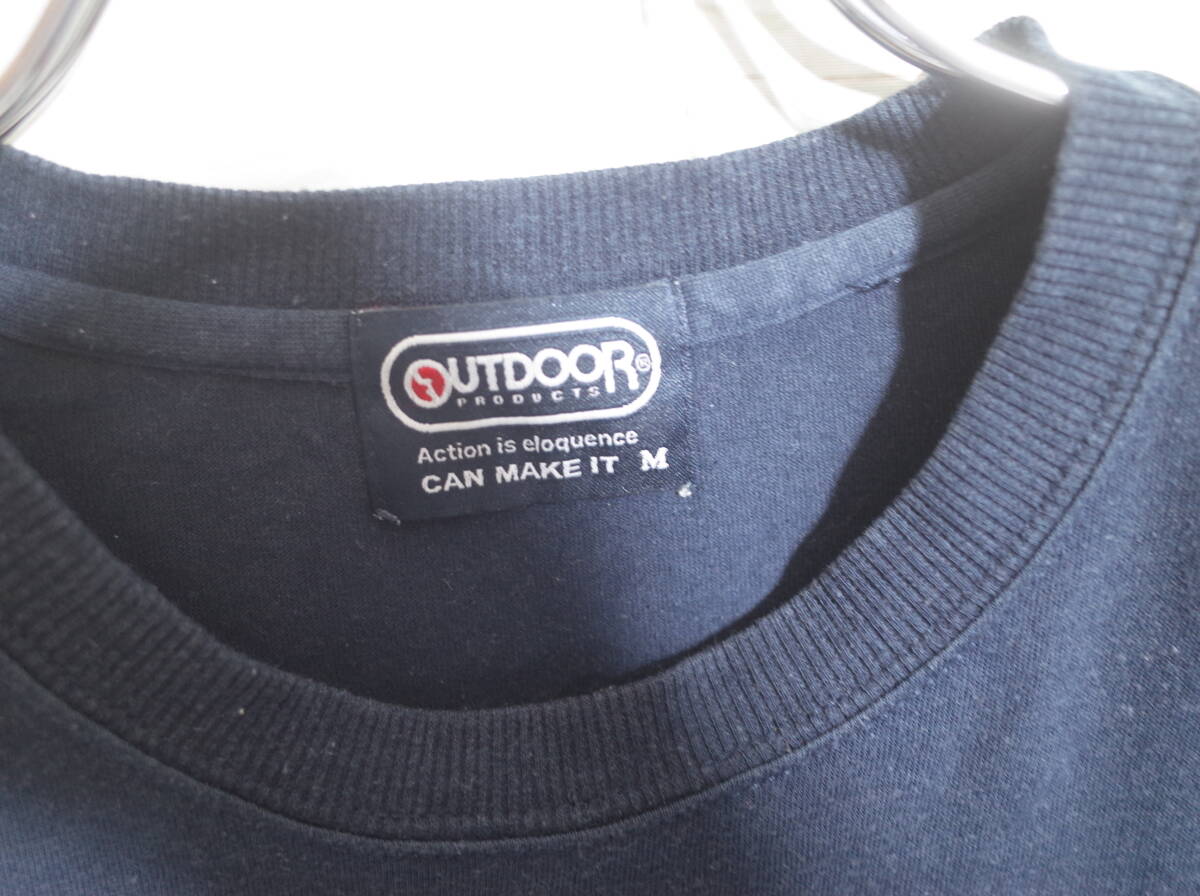 OUTDOOR®
PRODUCTS
Action is eloquence
CAN MAKE IT M